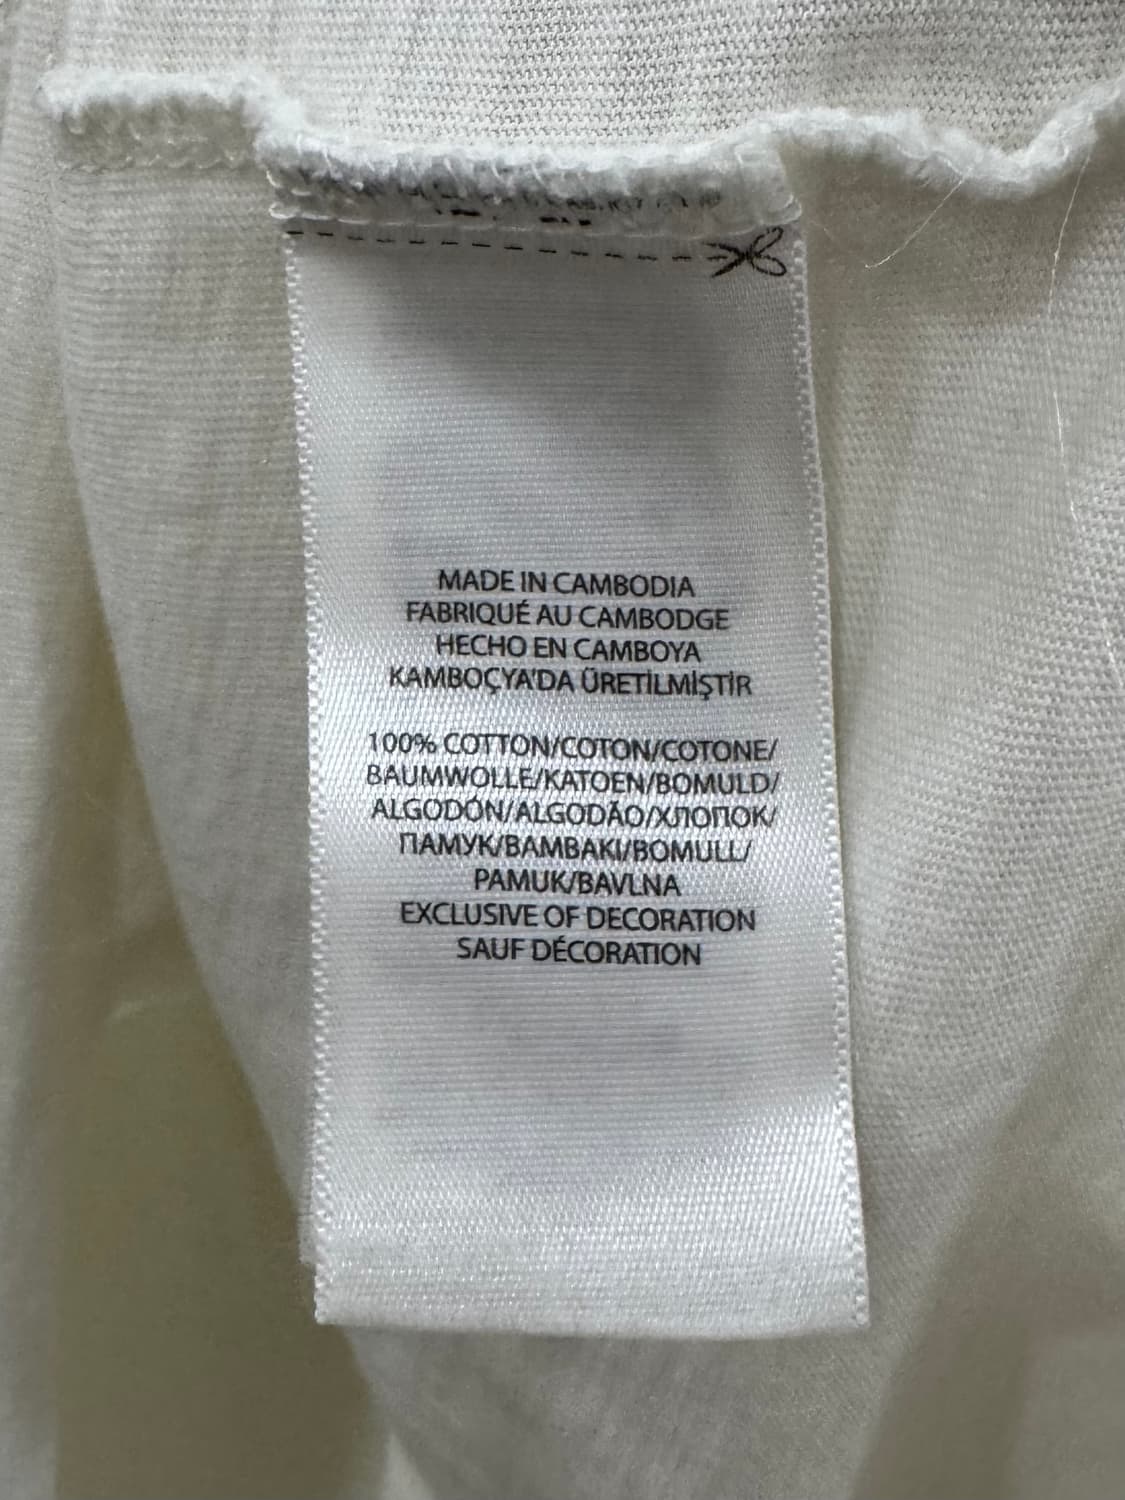 MADE IN CAMBODIA
FABRIQUÉ AU CAMBODGE
HECHO EN CAMBOYA
KAMBOÇYA'DA ÜRETİLMİŞTİR
100% COTTON/COTON/COTONE/
BAUMWOLLE/KATOEN/BOMULD/
ALGODÓN/ALGODÃO/ХЛОПОК/
ПАМУК/BAMBAKI/BOMULL/
PAMUK/BAVLNA
EXCLUSIVE OF DECORATION
SAUF DÉCORATION